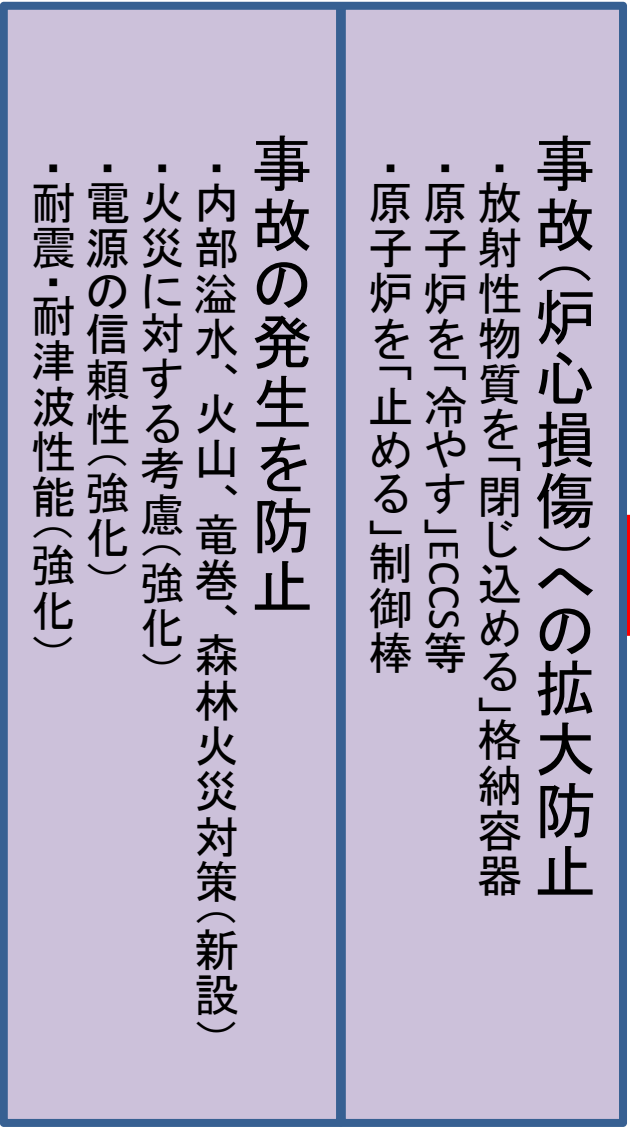 事故（炉心損傷）への拡大防止
・放射性物質を「閉じ込める」格納容器
・原子炉を「冷やす」ECCS等
・原子炉を「止める」制御棒
事故の発生を防止
・内部溢水、火山、竜巻、森林火災対策（新設）
・火災に対する考慮（強化）
・電源の信頼性（強化）
・耐震・耐津波性能（強化）